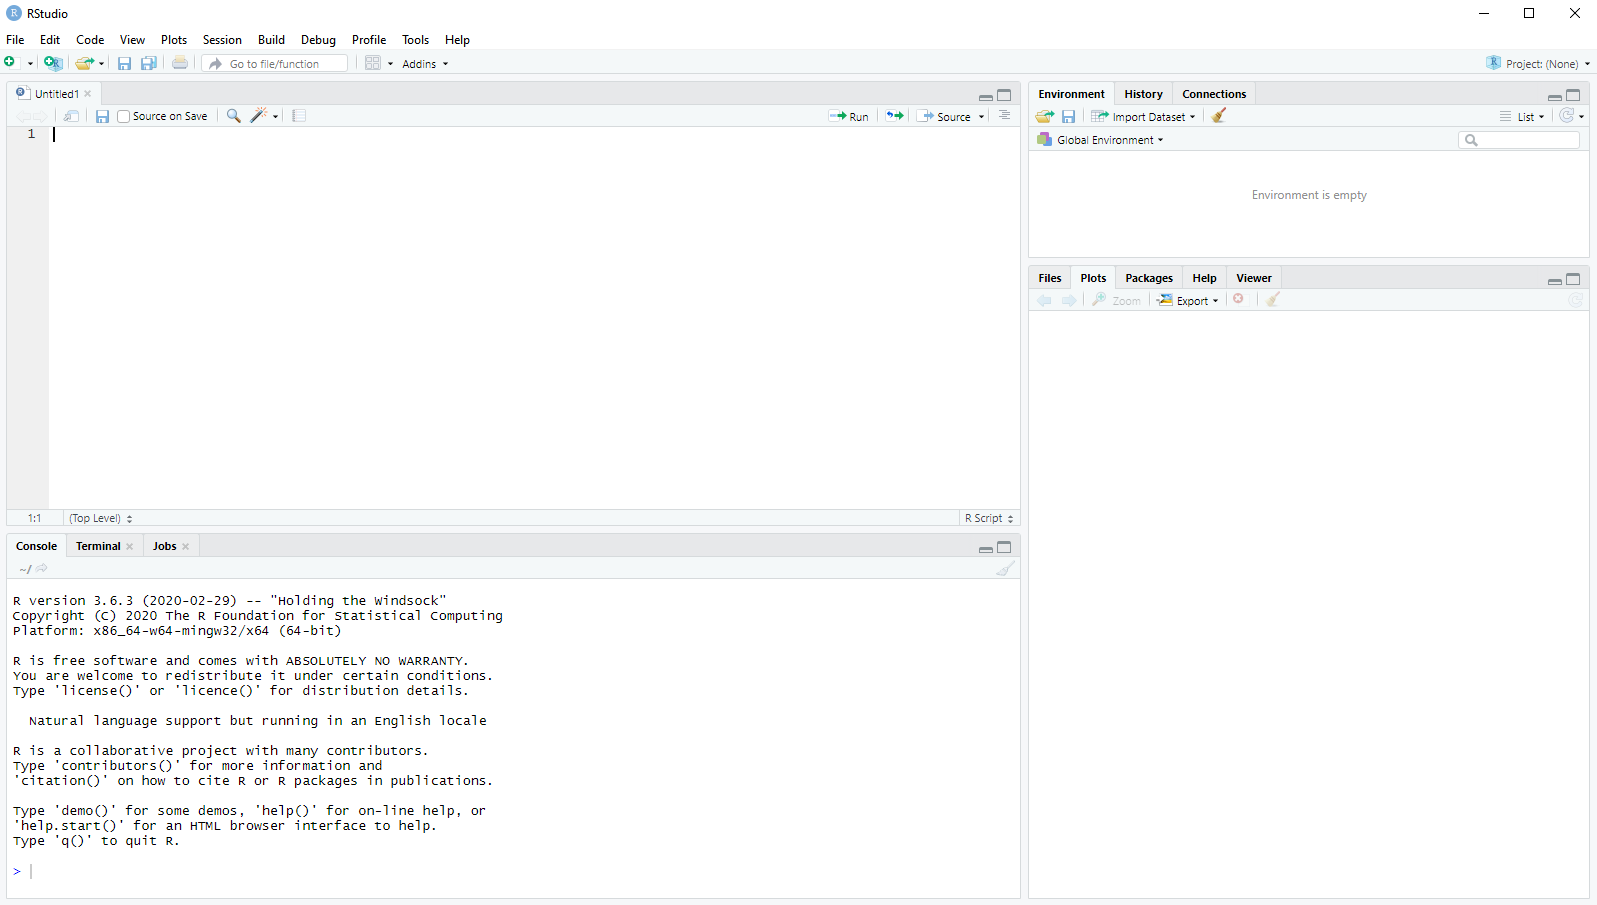 RStudio
File Edit Code View Plots Session Build Debug Profile Tools Help
Go to file/function Addins Project: (None)
Untitled1
Source on Save Run Source
1
1:1 (Top Level) R Script
Console Terminal Jobs
~/
R version 3.6.3 (2020-02-29) -- "Holding the Windsock"
Copyright (C) 2020 The R Foundation for Statistical Computing
Platform: x86_64-w64-mingw32/x64 (64-bit)
R is free software and comes with ABSOLUTELY NO WARRANTY.
You are welcome to redistribute it under certain conditions.
Type 'license()' or 'licence()' for distribution details.
Natural language support but running in an English locale
R is a collaborative project with many contributors.
Type 'contributors()' for more information and
'citation()' on how to cite R or R packages in publications.
Type 'demo()' for some demos, 'help()' for on-line help, or
'help.start()' for an HTML browser interface to help.
Type 'q()' to quit R.
>
Environment History Connections
Import Dataset List
Global Environment
Environment is empty
Files Plots Packages Help Viewer
Zoom Export